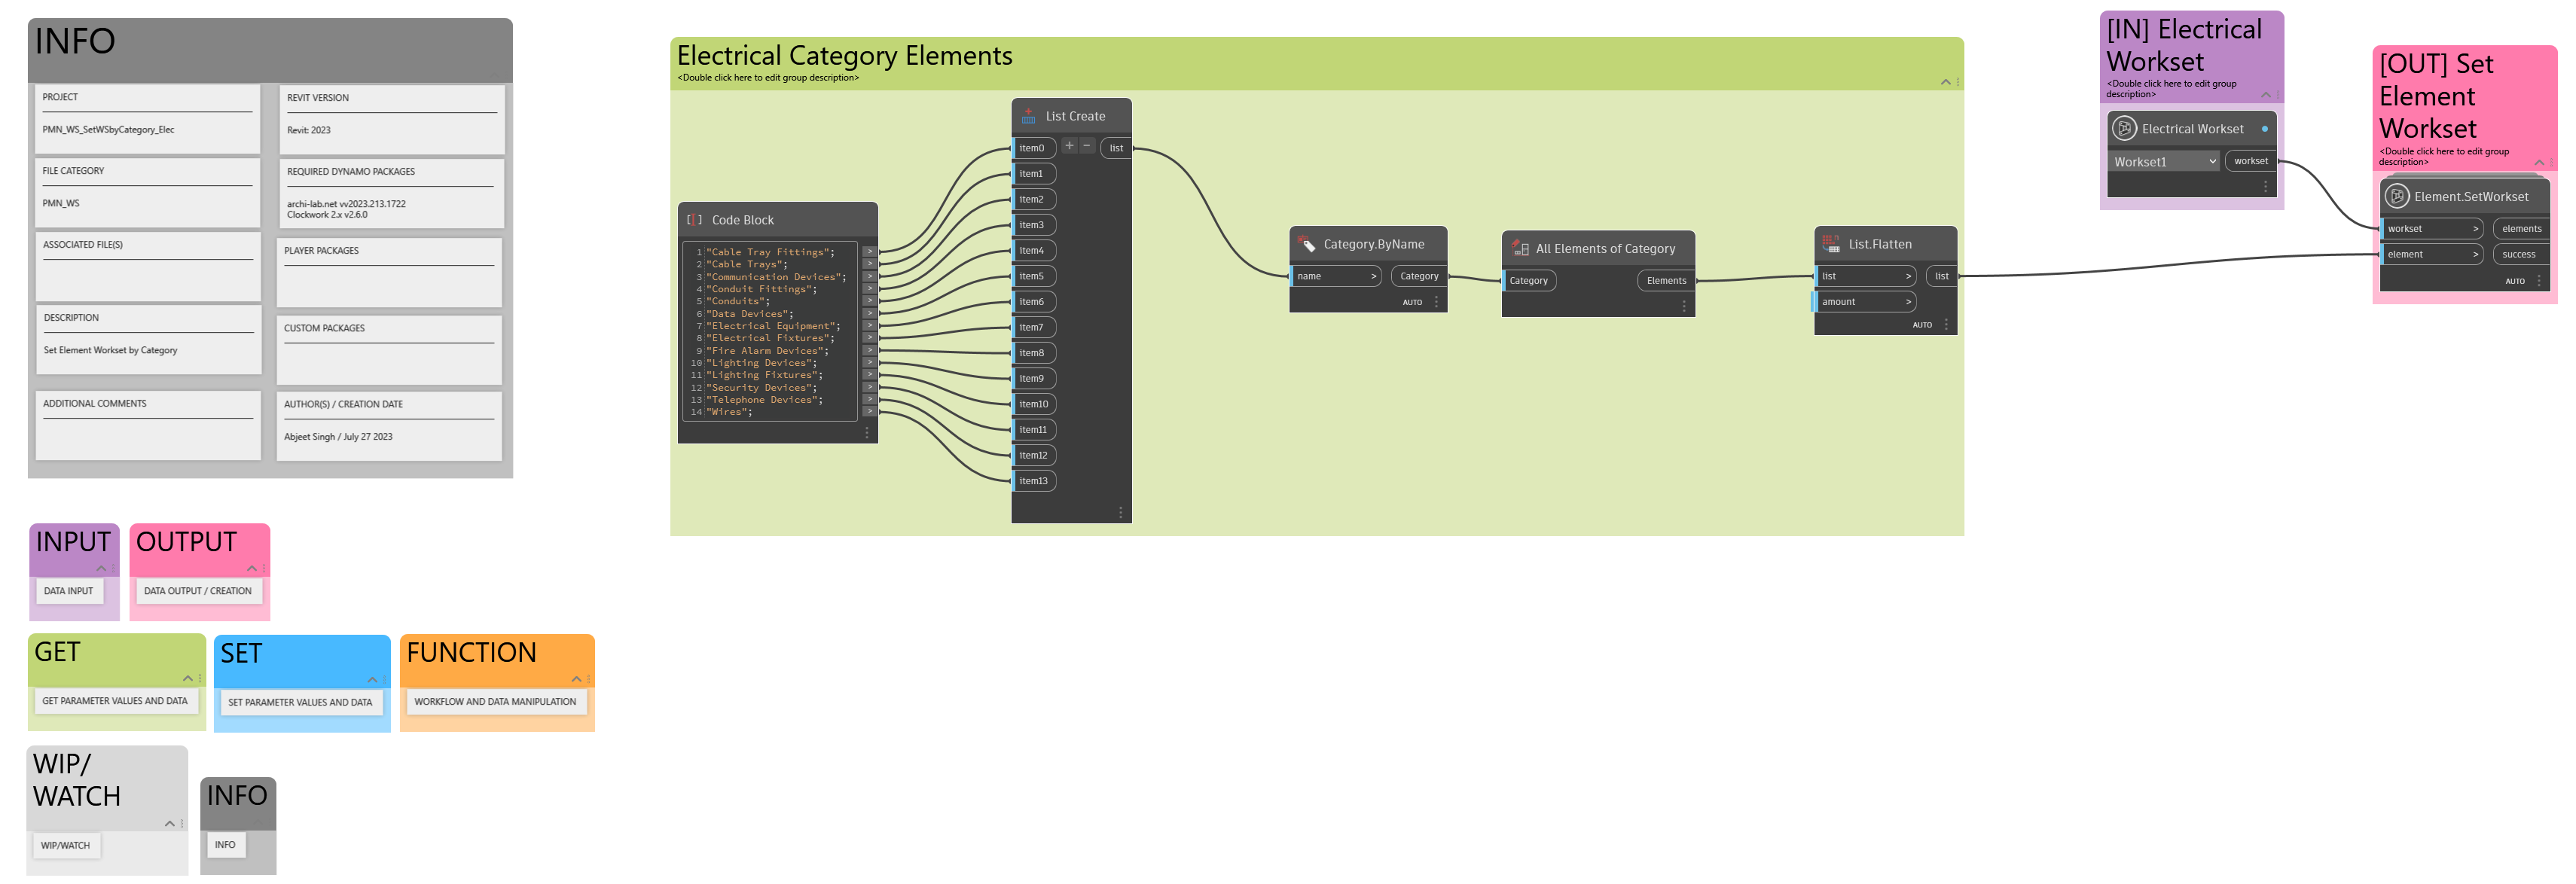 INFO
PROJECT
PMN_WS_SetWSbyCategory_Elec
REVIT VERSION
Revit: 2023
FILE CATEGORY
PMN_WS
REQUIRED DYNAMO PACKAGES
archi-lab.net vv2023.213.1722
Clockwork 2.x v2.6.0
ASSOCIATED FILE(S)
PLAYER PACKAGES
DESCRIPTION
Set Element Workset by Category
CUSTOM PACKAGES
ADDITIONAL COMMENTS
AUTHOR(S) / CREATION DATE
Abjeet Singh / July 27 2023
INPUT
DATA INPUT
OUTPUT
DATA OUTPUT / CREATION
GET
GET PARAMETER VALUES AND DATA
SET
SET PARAMETER VALUES AND DATA
FUNCTION
WORKFLOW AND DATA MANIPULATION
WIP/
WATCH
WIP/WATCH
INFO
INFO
Electrical Category Elements
<Double click here to edit group description>
Code Block
1 "Cable Tray Fittings"; >
2 "Cable Trays"; >
3 "Communication Devices"; >
4 "Conduit Fittings"; >
5 "Conduits"; >
6 "Data Devices"; >
7 "Electrical Equipment"; >
8 "Electrical Fixtures"; >
9 "Fire Alarm Devices"; >
10 "Lighting Devices"; >
11 "Lighting Fixtures"; >
12 "Security Devices"; >
13 "Telephone Devices"; >
14 "Wires"; >
List Create
item0 + - list
item1
item2
item3
item4
item5
item6
item7
item8
item9
item10
item11
item12
item13
Category.ByName
name > Category
AUTO
All Elements of Category
Category Elements
List.Flatten
list > list
amount >
AUTO
[IN] Electrical
Workset
<Double click here to edit group
description>
Electrical Workset
Workset1 workset
[OUT] Set
Element
Workset
<Double click here to edit group
description>
Element.SetWorkset
workset > elements
element > success
AUTO